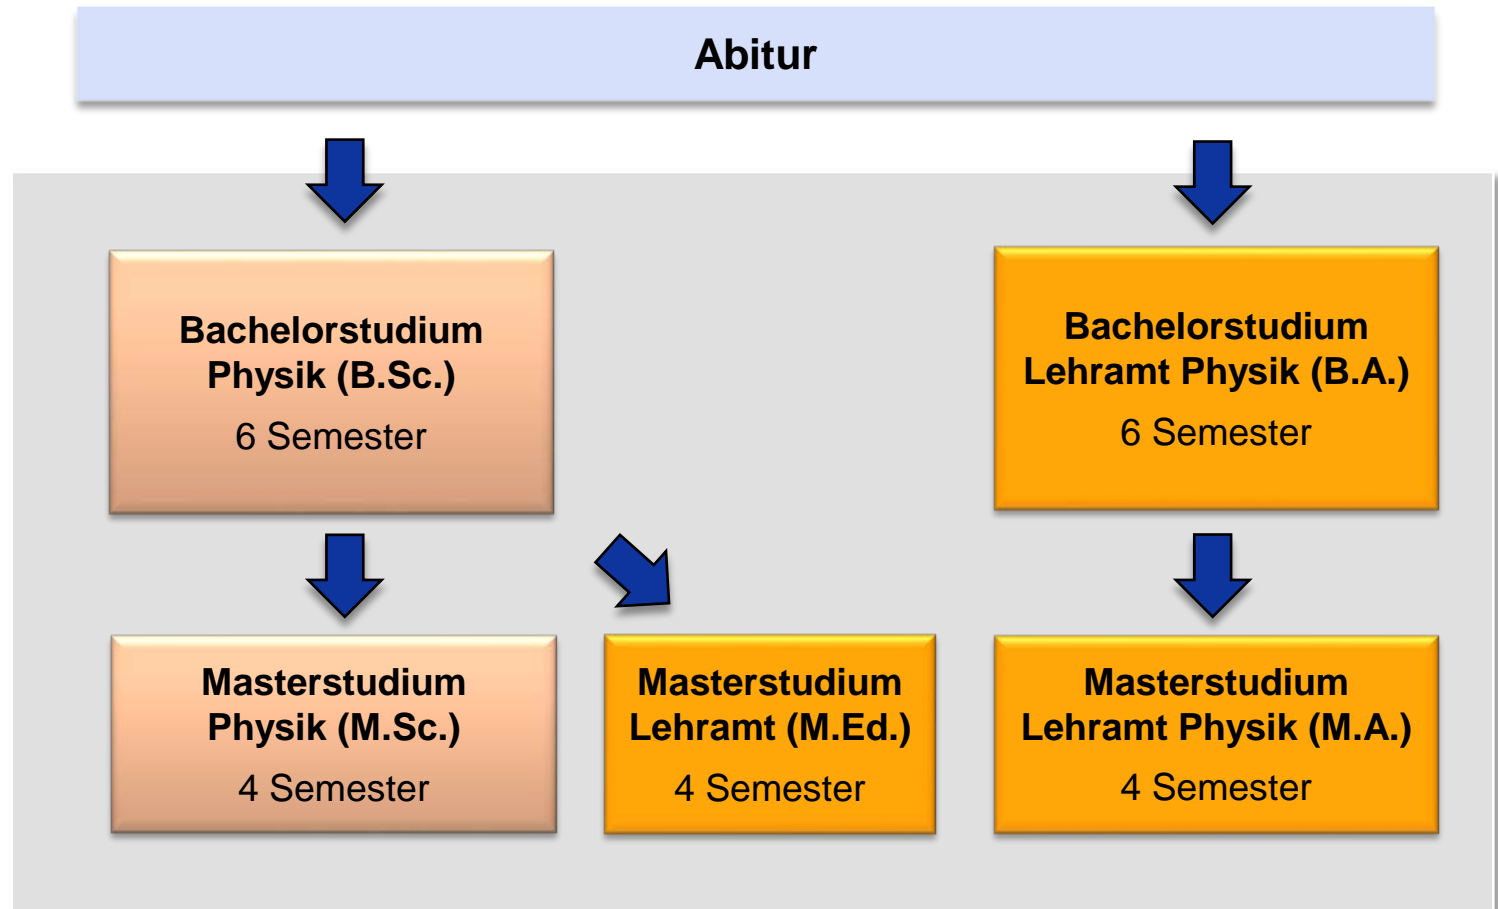 Abitur
Bachelorstudium
Physik (B.Sc.)
6 Semester
Bachelorstudium
Lehramt Physik (B.A.)
6 Semester
Masterstudium
Physik (M.Sc.)
4 Semester
Masterstudium
Lehramt (M.Ed.)
4 Semester
Masterstudium
Lehramt Physik (M.A.)
4 Semester